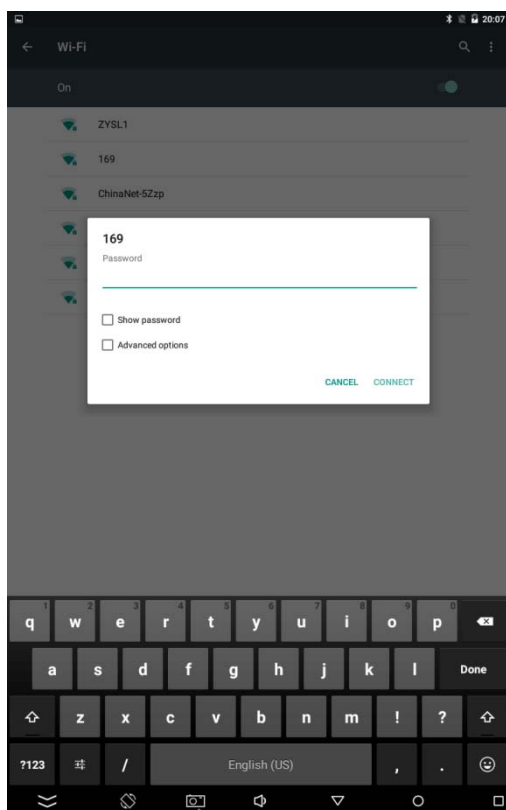 20:07
Wi-Fi
On
ZYSL1
169
ChinaNet-5Zzp
169
Password
Show password
Advanced options
CANCEL CONNECT
1 2 3 4 5 6 7 8 9 0
q w e r t y u i o p
a s d f g h j k l Done
z x c v b n m ! ?
?123 / English (US) , .